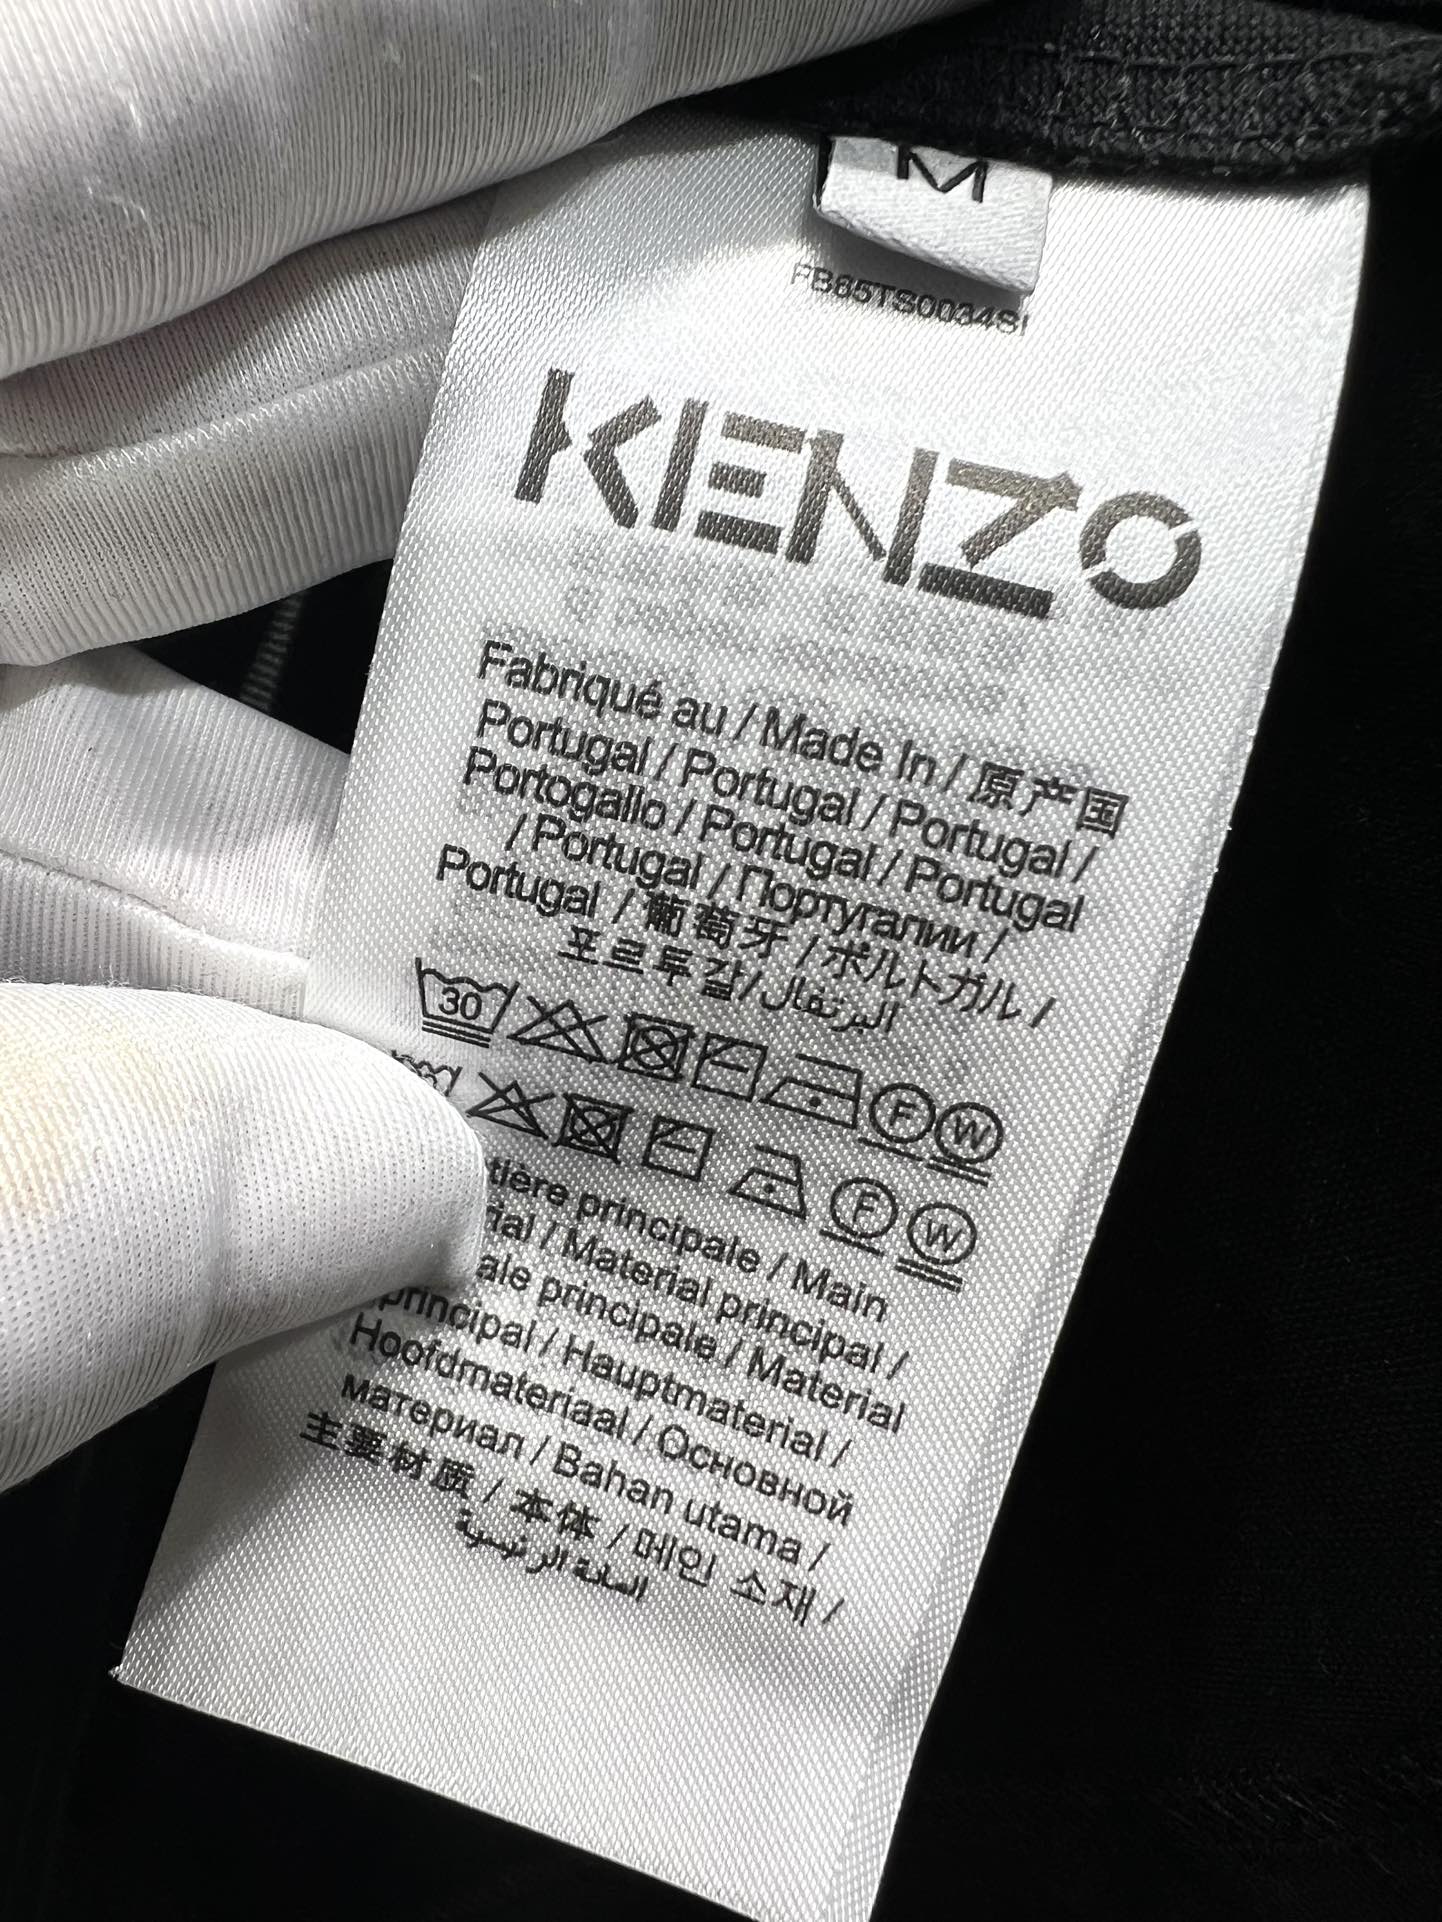 M
FB65TS0034S
KENZO
Fabriqué au / Made In / 原产国
Portugal / Portugal / Portugal /
Portogallo / Portugal / Portugal
/ Portugal / Португалии /
Portugal / 葡萄牙 / ポルトガル /
포르투갈/البرتغال
30
F W
F W
tière principale / Main
rial / Material principal /
ale principale / Material
principal / Hauptmaterial /
Hoofdmateriaal / Основной
материал / Bahan utama /
主要材质 / 本体 / 메인 소재 /
المادة الرئيسية